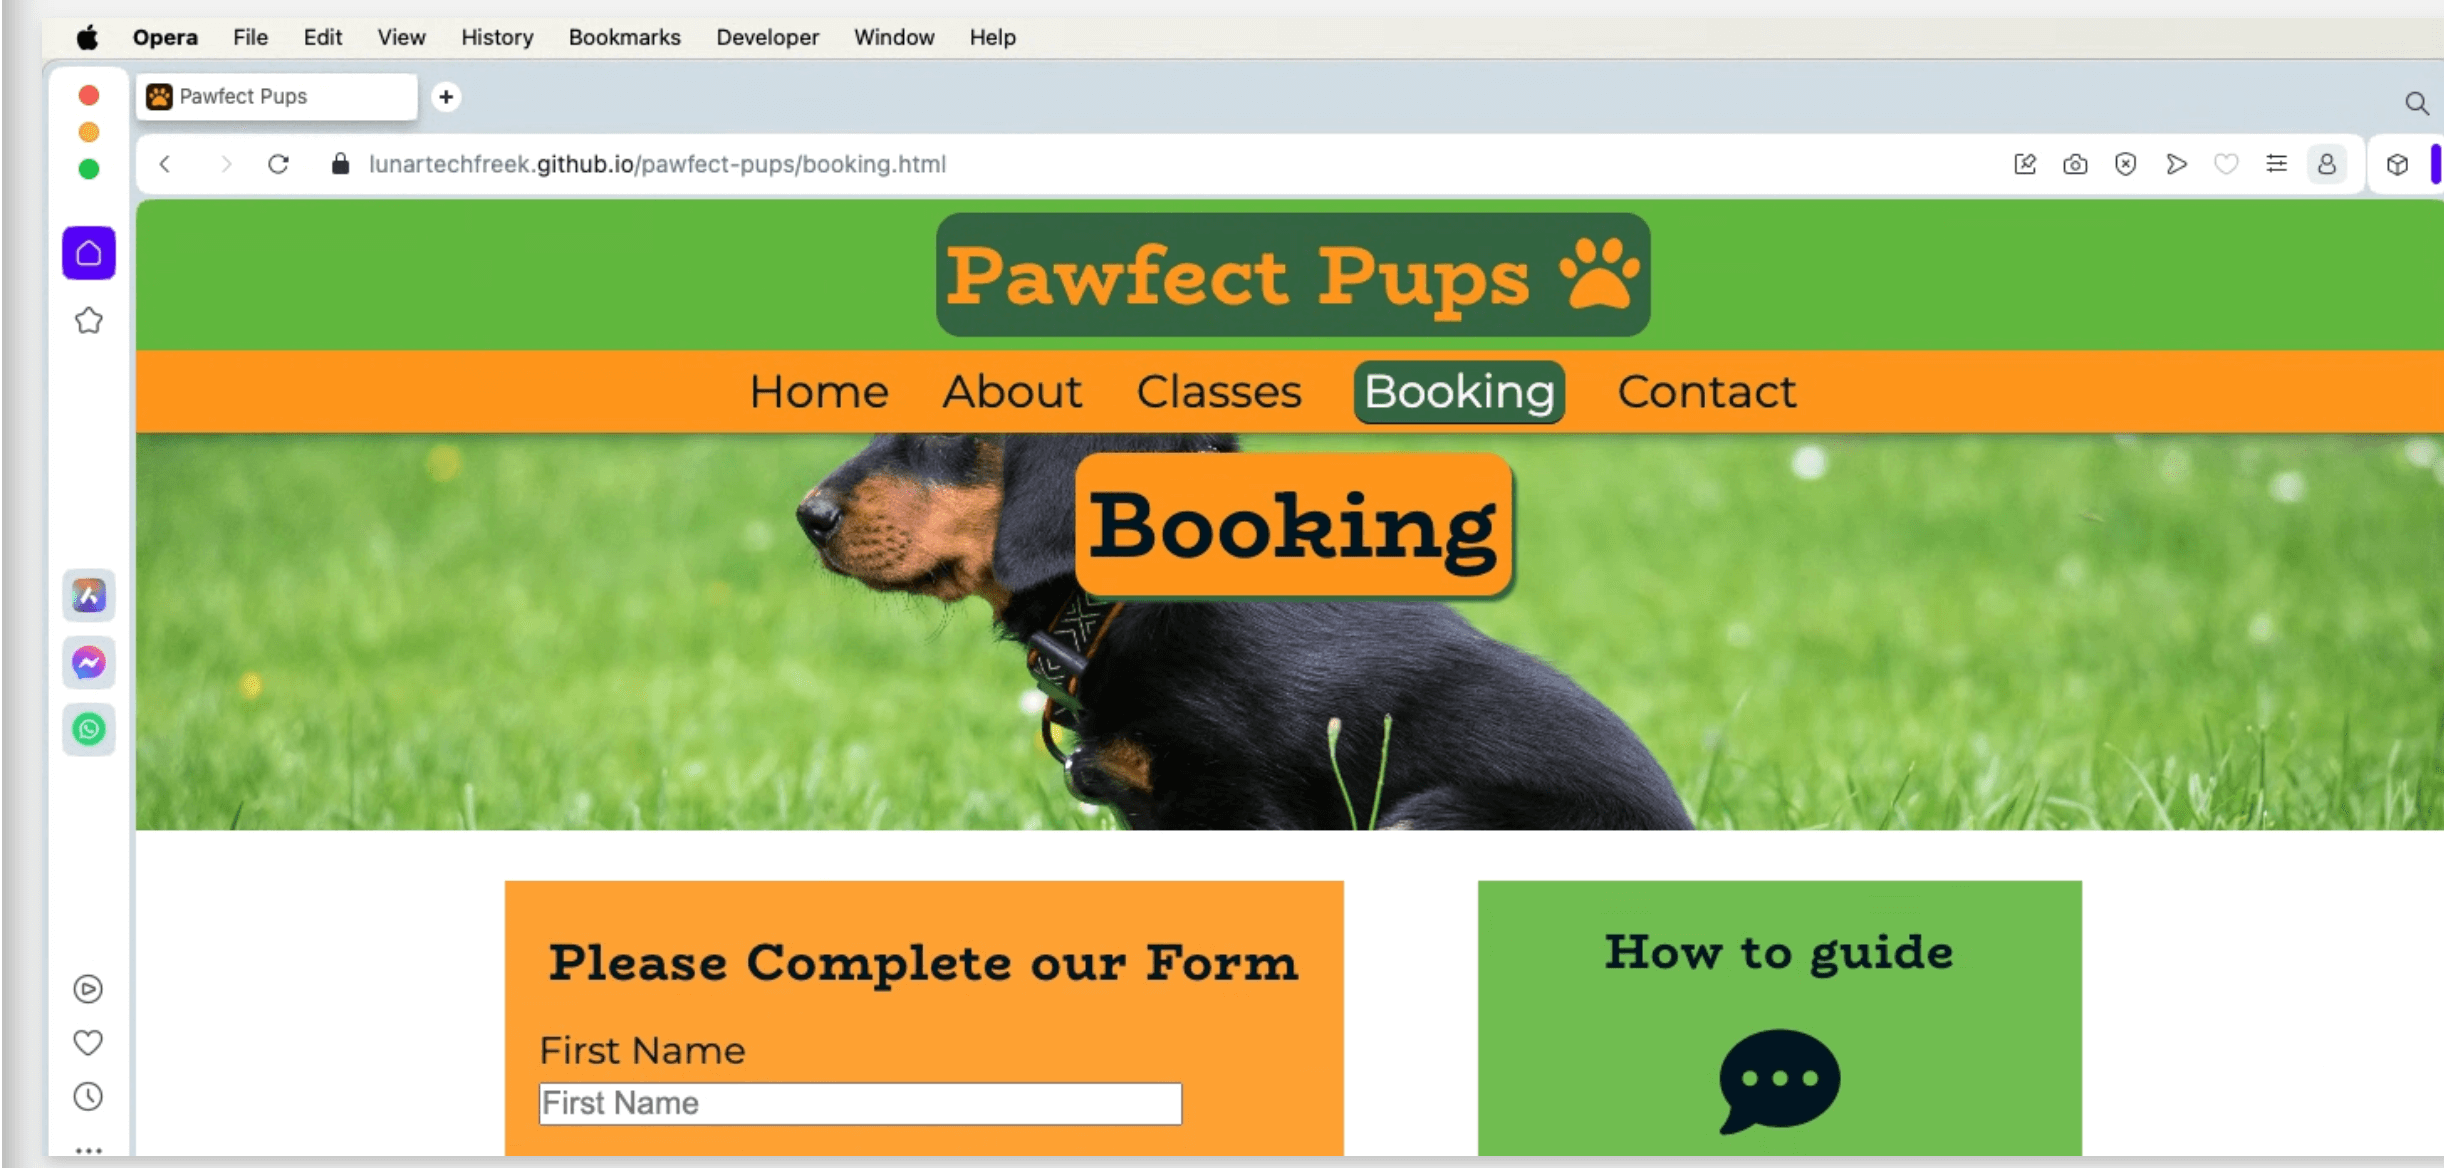 Opera File Edit View History Bookmarks Developer Window Help
Pawfect Pups
lunartechfreek.github.io/pawfect-pups/booking.html
Pawfect Pups
Home About Classes Booking Contact
Booking
Please Complete our Form
First Name
First Name
How to guide